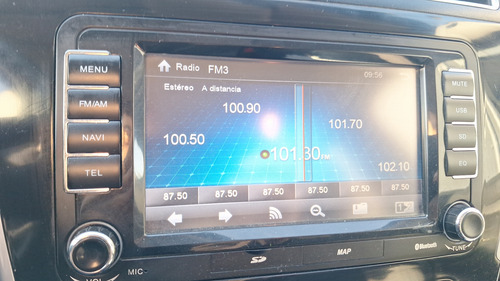 MENU
FM/AM
NAVI
TEL
Radio FM3
09:56
Estéreo A distancia
100.90
100.50
101.30 FM
101.70
102.10
87.50 87.50 87.50 87.50 87.50 87.50
MUTE
USB
SD
EQ
VOL
MIC
SD
MAP
Bluetooth
TUNE